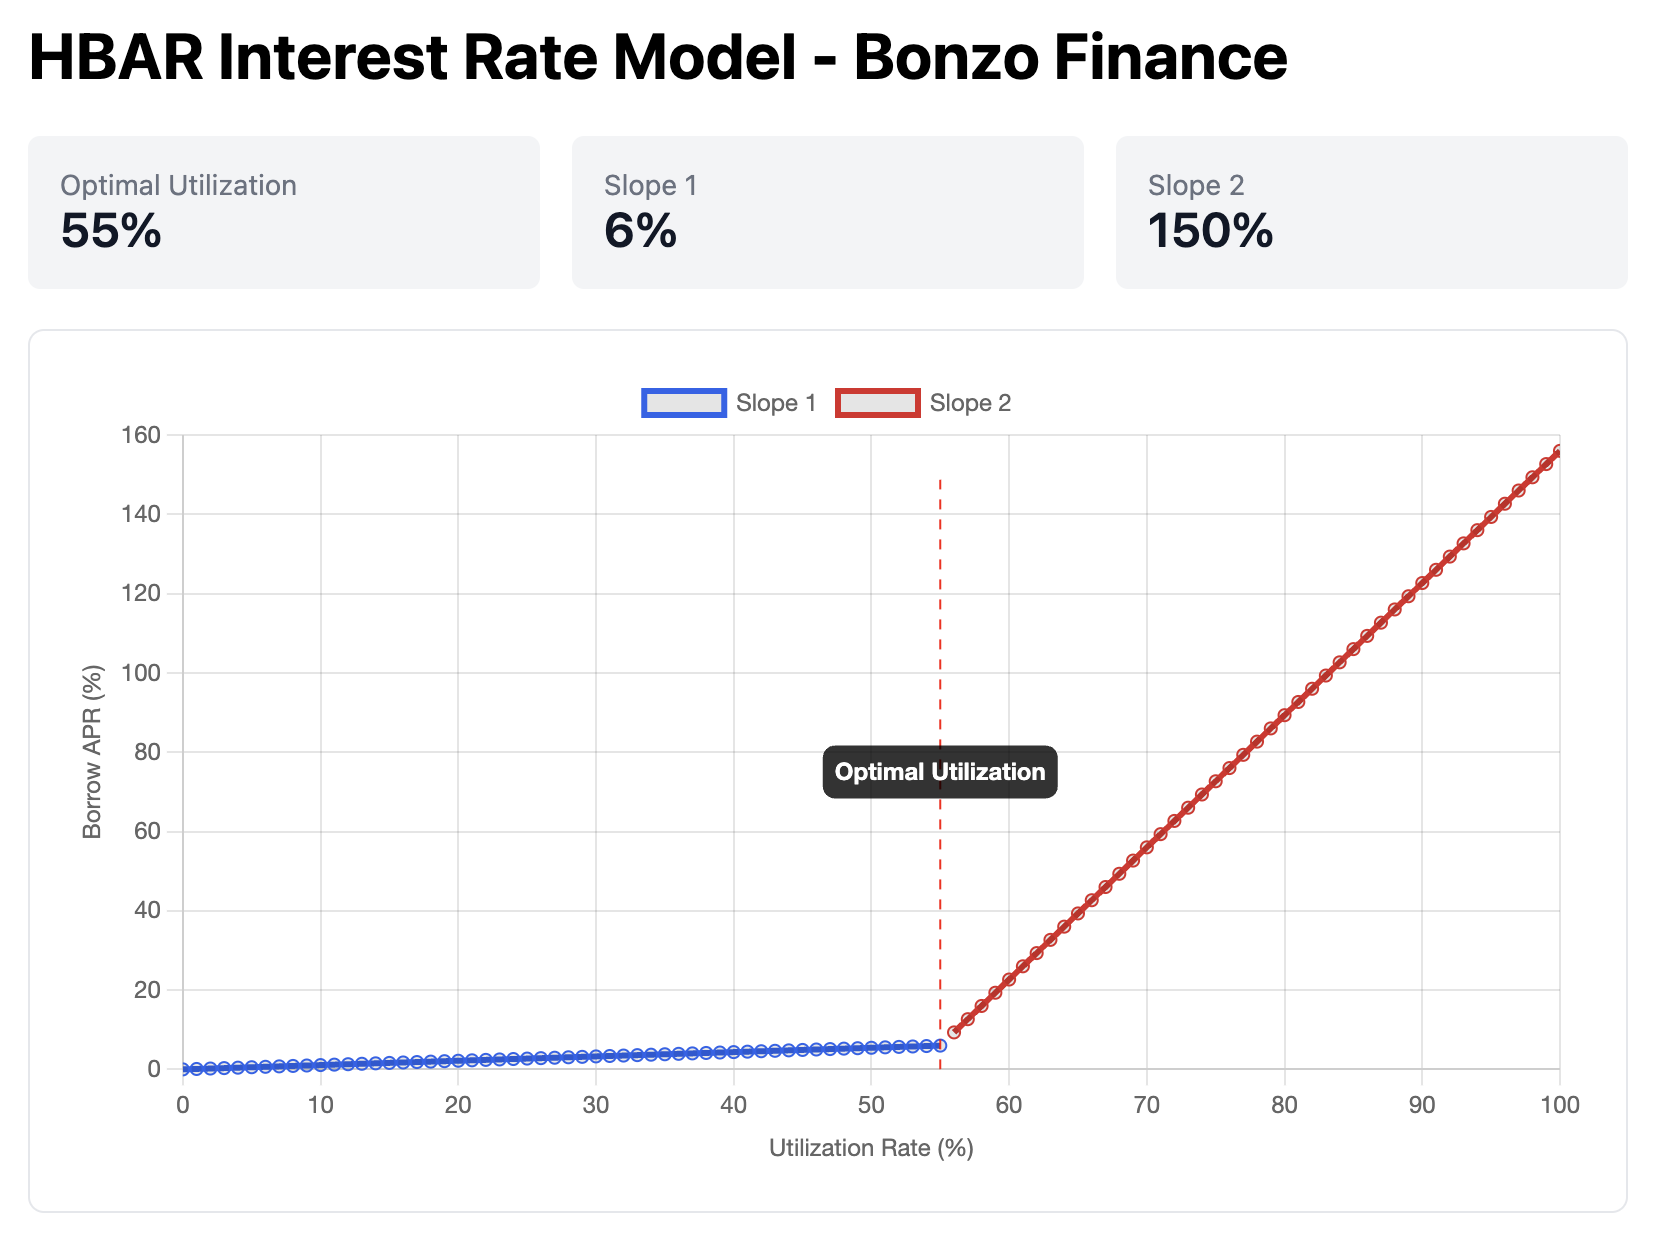 HBAR Interest Rate Model - Bonzo Finance
Optimal Utilization
55%
Slope 1
6%
Slope 2
150%
Slope 1
Slope 2
160
140
120
100
80
60
40
20
0
Borrow APR (%)
Optimal Utilization
0 10 20 30 40 50 60 70 80 90 100
Utilization Rate (%)